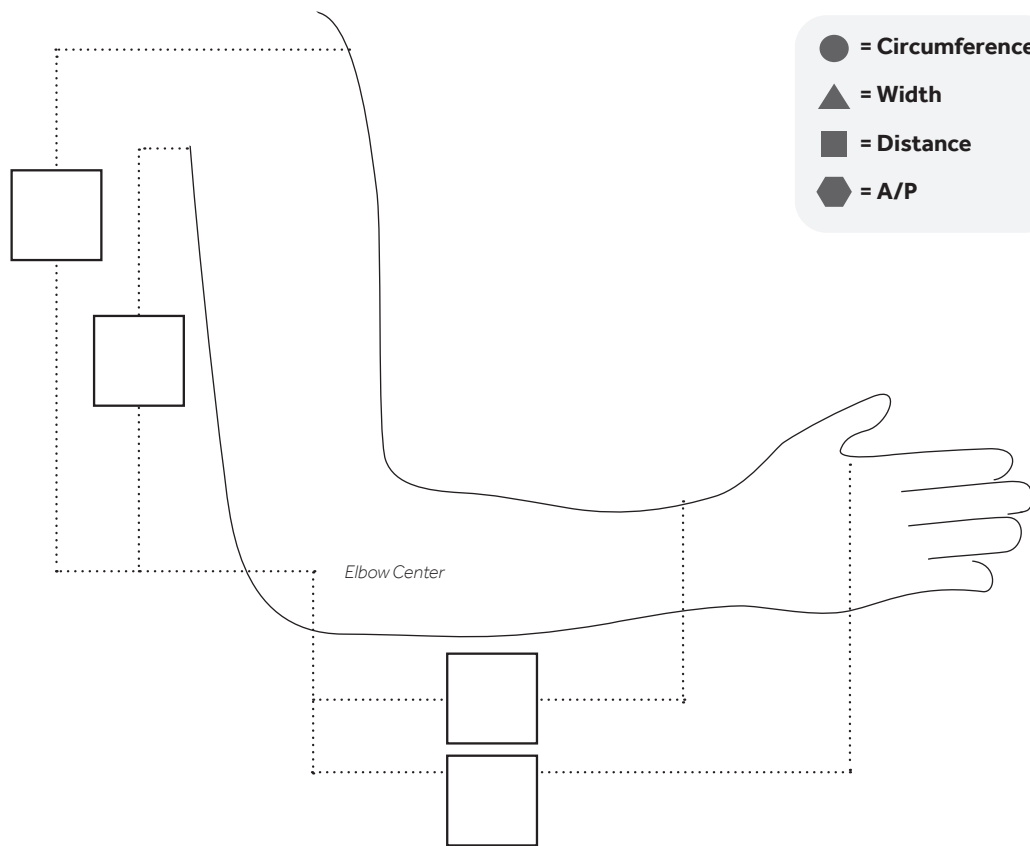 = Circumference
= Width
= Distance
= A/P
Elbow Center